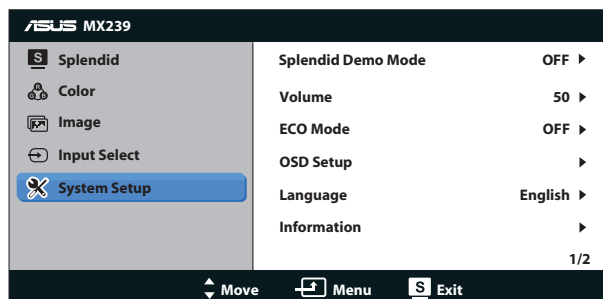 ASUS MX239
S Splendid
Color
Image
Input Select
System Setup
Splendid Demo Mode OFF
Volume 50
ECO Mode OFF
OSD Setup
Language English
Information
1/2
Move Menu S Exit